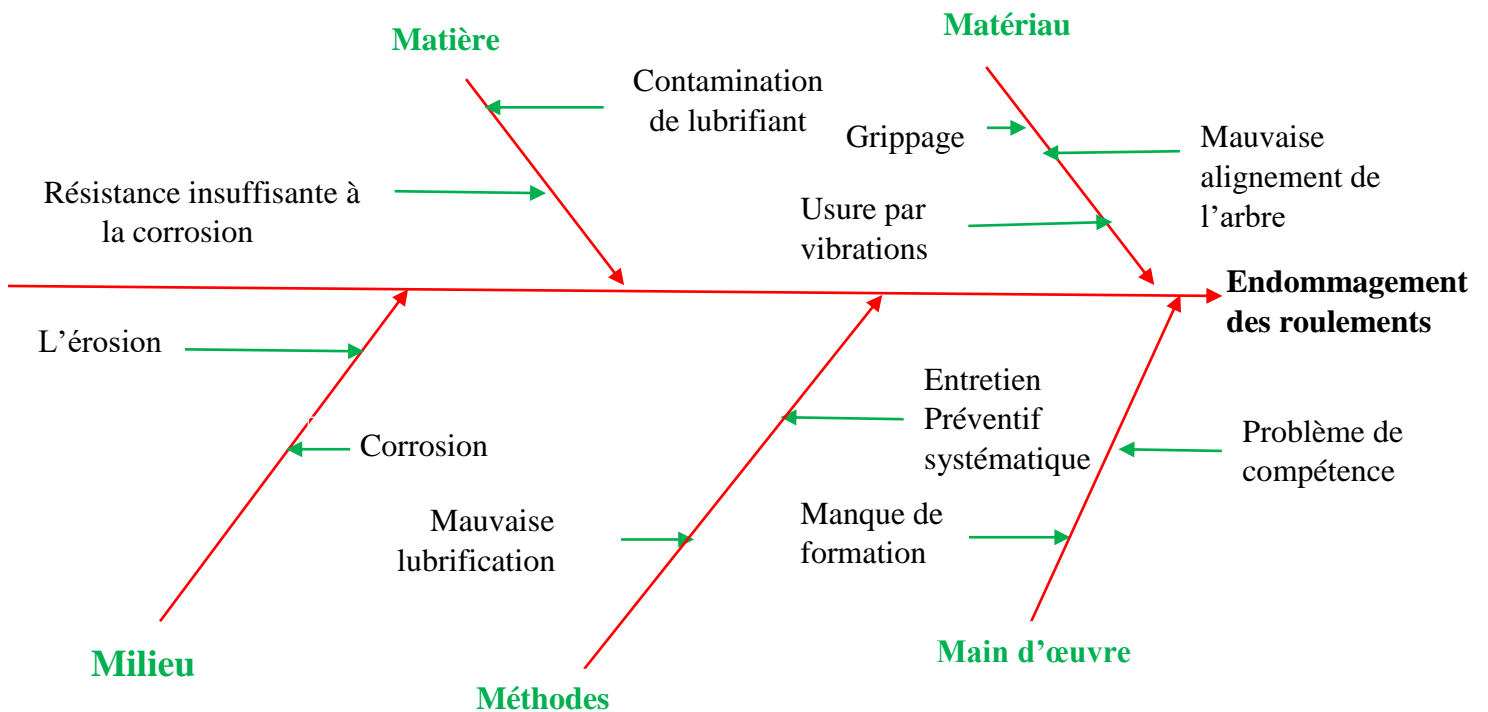 Matière
Matériau
Contamination
de lubrifiant
Grippage
Mauvaise
alignement de
l’arbre
Résistance insuffisante à
la corrosion
Usure par
vibrations
Endommagement
des roulements
L’érosion
Corrosion
Entretien
Préventif
systématique
Problème de
compétence
Mauvaise
lubrification
Manque de
formation
Milieu
Méthodes
Main d’œuvre